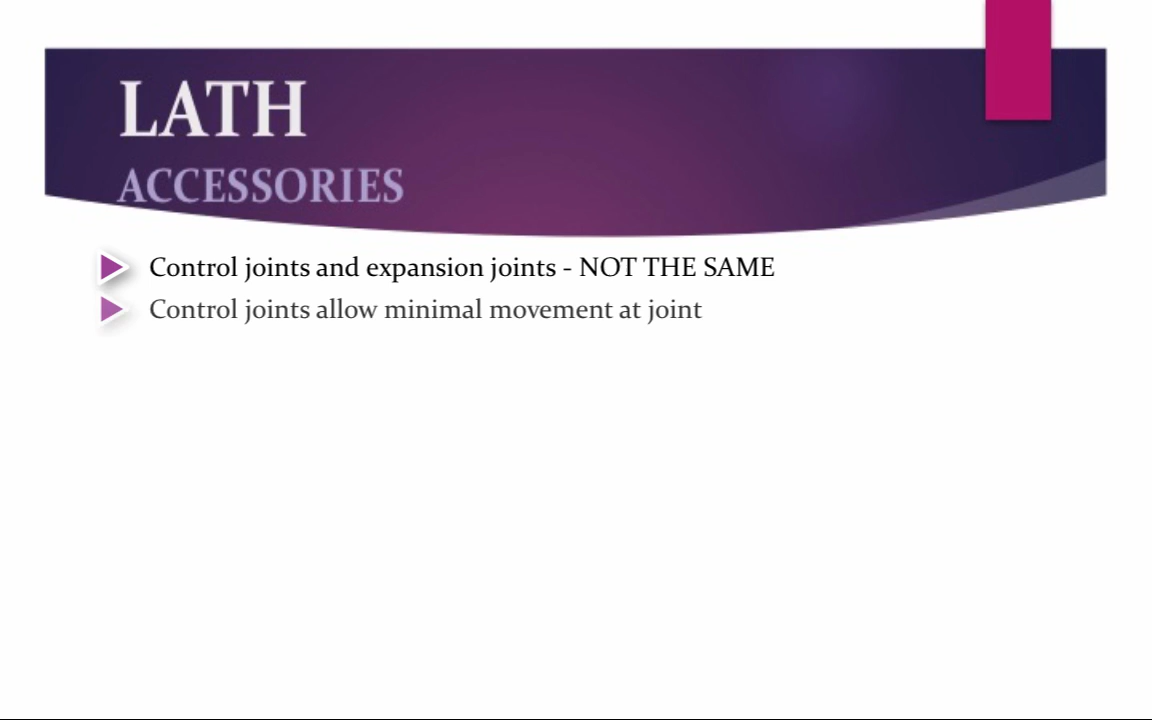 LATH
ACCESSORIES
Control joints and expansion joints - NOT THE SAME
Control joints allow minimal movement at joint